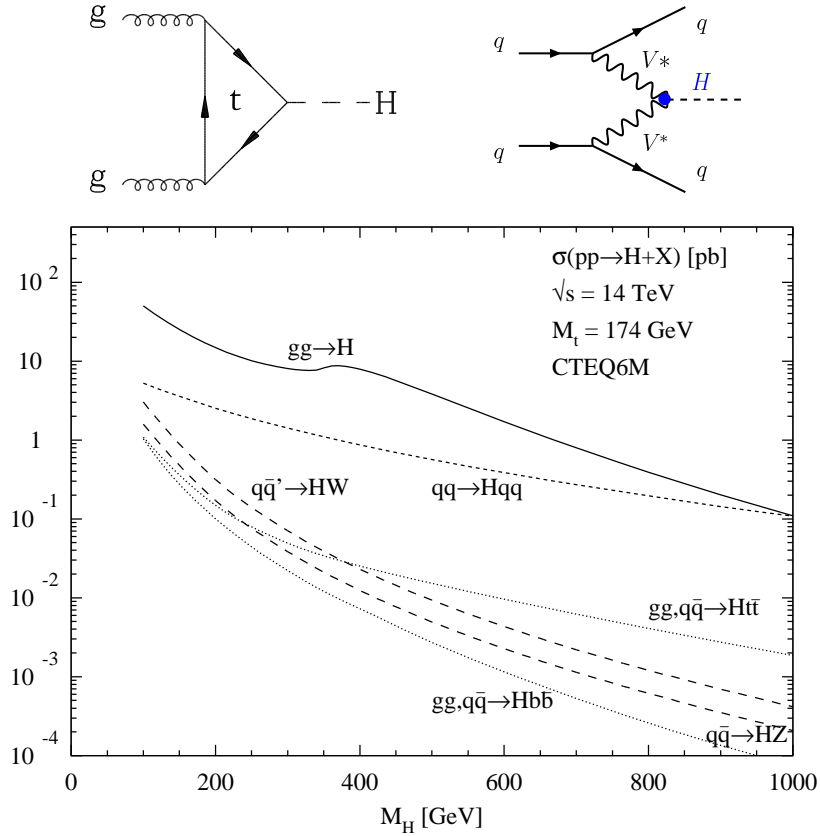 g
t
H
g
q
q
V*
H
V*
q
q
σ(pp→H+X) [pb]
√s = 14 TeV
M_t = 174 GeV
CTEQ6M
gg→H
qq→Hqq
qq̄'→HW
gg,qq̄→Htt̄
gg,qq̄→Hbb̄
qq̄→HZ
10^2
10
1
10^-1
10^-2
10^-3
10^-4
0 200 400 600 800 1000
M_H [GeV]